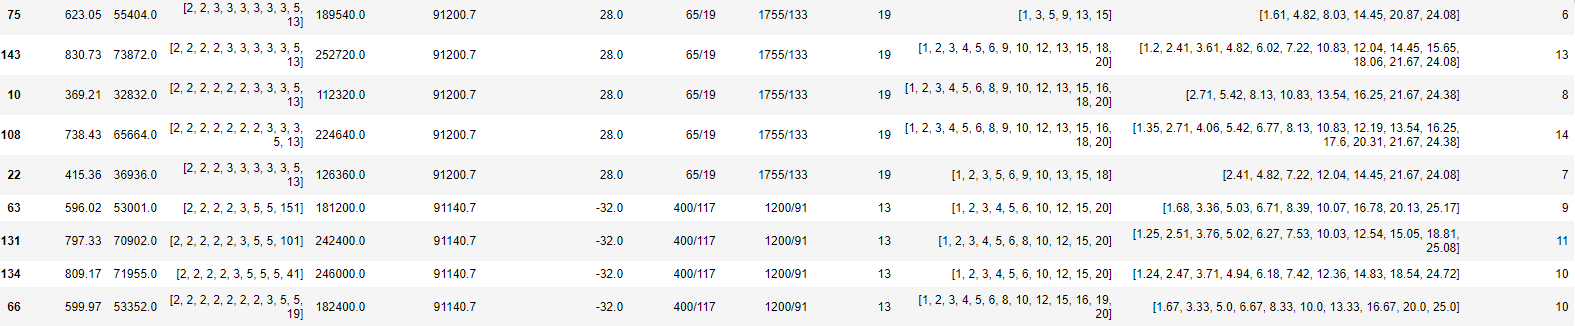 75 623.05 55404.0 [2, 2, 3, 3, 3, 3, 3, 3, 5, 13] 189540.0 91200.7 28.0 65/19 1755/133 19 [1, 3, 5, 9, 13, 15] [1.61, 4.82, 8.03, 14.45, 20.87, 24.08] 6
143 830.73 73872.0 [2, 2, 2, 2, 3, 3, 3, 3, 3, 5, 13] 252720.0 91200.7 28.0 65/19 1755/133 19 [1, 2, 3, 4, 5, 6, 9, 10, 12, 13, 15, 18, 20] [1.2, 2.41, 3.61, 4.82, 6.02, 7.22, 10.83, 12.04, 14.45, 15.65, 18.06, 21.67, 24.08] 13
10 369.21 32832.0 [2, 2, 2, 2, 2, 2, 3, 3, 3, 5, 13] 112320.0 91200.7 28.0 65/19 1755/133 19 [1, 2, 3, 4, 5, 6, 8, 9, 10, 12, 13, 15, 16, 18, 20] [2.71, 5.42, 8.13, 10.83, 13.54, 16.25, 21.67, 24.38] 8
108 738.43 65664.0 [2, 2, 2, 2, 2, 2, 2, 3, 3, 3, 5, 13] 224640.0 91200.7 28.0 65/19 1755/133 19 [1, 2, 3, 4, 5, 6, 8, 9, 10, 12, 13, 15, 16, 18, 20] [1.35, 2.71, 4.06, 5.42, 6.77, 8.13, 10.83, 12.19, 13.54, 16.25, 17.6, 20.31, 21.67, 24.38] 14
22 415.36 36936.0 [2, 2, 2, 3, 3, 3, 3, 3, 5, 13] 126360.0 91200.7 28.0 65/19 1755/133 19 [1, 2, 3, 5, 6, 9, 10, 13, 15, 18] [2.41, 4.82, 7.22, 12.04, 14.45, 21.67, 24.08] 7
63 596.02 53001.0 [2, 2, 2, 2, 3, 5, 5, 151] 181200.0 91140.7 -32.0 400/117 1200/91 13 [1, 2, 3, 4, 5, 6, 10, 12, 15, 20] [1.68, 3.36, 5.03, 6.71, 8.39, 10.07, 16.78, 20.13, 25.17] 9
131 797.33 70902.0 [2, 2, 2, 2, 2, 3, 5, 5, 101] 242400.0 91140.7 -32.0 400/117 1200/91 13 [1, 2, 3, 4, 5, 6, 8, 10, 12, 15, 20] [1.25, 2.51, 3.76, 5.02, 6.27, 7.53, 10.03, 12.54, 15.05, 18.81, 25.08] 11
134 809.17 71955.0 [2, 2, 2, 2, 3, 5, 5, 5, 41] 246000.0 91140.7 -32.0 400/117 1200/91 13 [1, 2, 3, 4, 5, 6, 10, 12, 15, 20] [1.24, 2.47, 3.71, 4.94, 6.18, 7.42, 12.36, 14.83, 18.54, 24.72] 10
66 599.97 53352.0 [2, 2, 2, 2, 2, 2, 2, 3, 5, 5, 19] 182400.0 91140.7 -32.0 400/117 1200/91 13 [1, 2, 3, 4, 5, 6, 8, 10, 12, 15, 16, 19, 20] [1.67, 3.33, 5.0, 6.67, 8.33, 10.0, 13.33, 16.67, 20.0, 25.0] 10